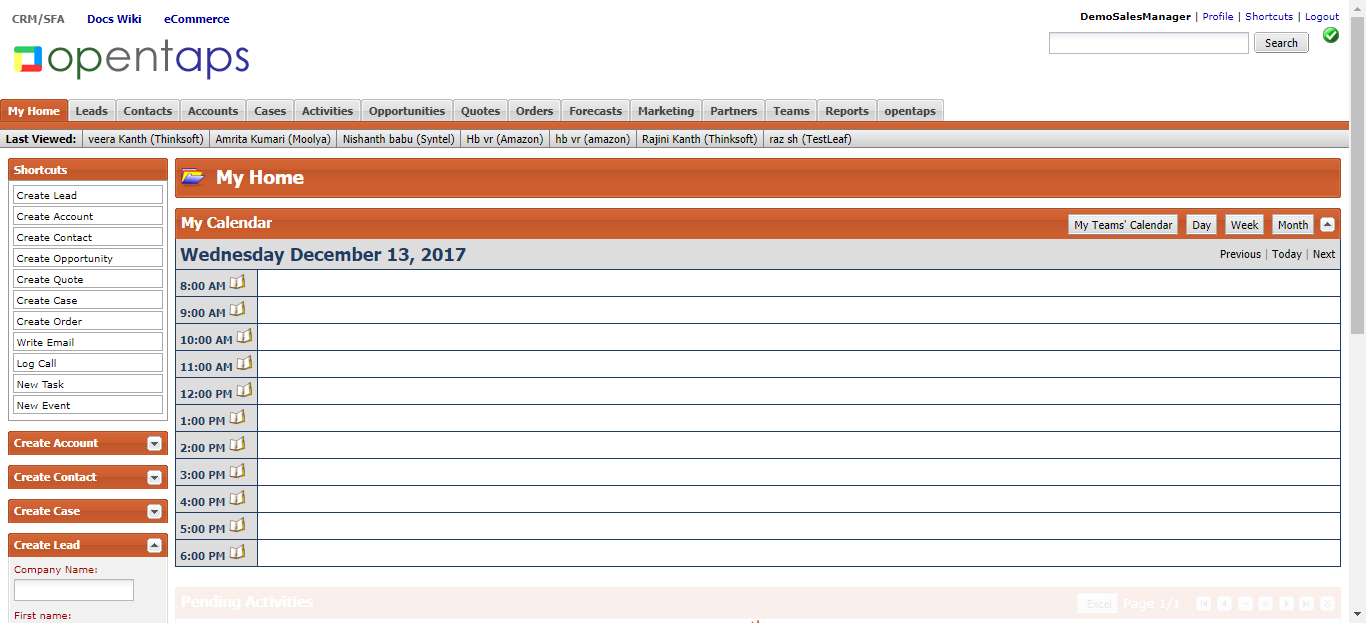 CRM/SFA Docs Wiki eCommerce
DemoSalesManager | Profile | Shortcuts | Logout
opentaps
Search
My Home Leads Contacts Accounts Cases Activities Opportunities Quotes Orders Forecasts Marketing Partners Teams Reports opentaps
Last Viewed: veera Kanth (Thinksoft) Amrita Kumari (Moolya) Nishanth babu (Syntel) Hb vr (Amazon) hb vr (amazon) Rajini Kanth (Thinksoft) raz sh (TestLeaf)
Shortcuts
Create Lead
Create Account
Create Contact
Create Opportunity
Create Quote
Create Case
Create Order
Write Email
Log Call
New Task
New Event
Create Account
Create Contact
Create Case
Create Lead
Company Name:
First name:
My Home
My Calendar My Teams' Calendar Day Week Month
Wednesday December 13, 2017 Previous | Today | Next
8:00 AM
9:00 AM
10:00 AM
11:00 AM
12:00 PM
1:00 PM
2:00 PM
3:00 PM
4:00 PM
5:00 PM
6:00 PM
Pending Activities Excel Page 1/1